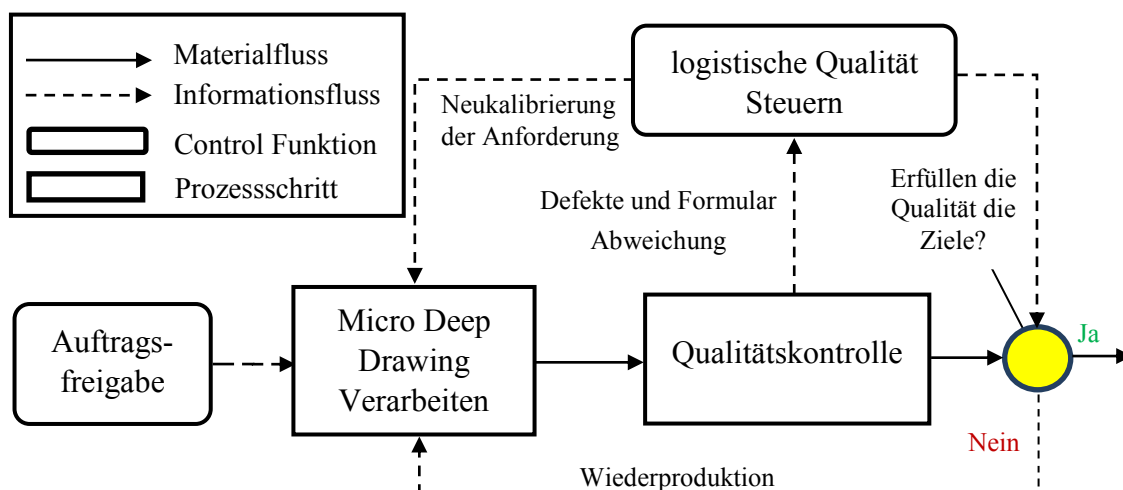 Materialfluss
Informationsfluss
Control Funktion
Prozessschritt
logistische Qualität
Steuern
Neukalibrierung
der Anforderung
Defekte und Formular
Abweichung
Erfüllen die
Qualität die
Ziele?
Auftrags-
freigabe
Micro Deep
Drawing
Verarbeiten
Qualitätskontrolle
Ja
Nein
Wiederproduktion